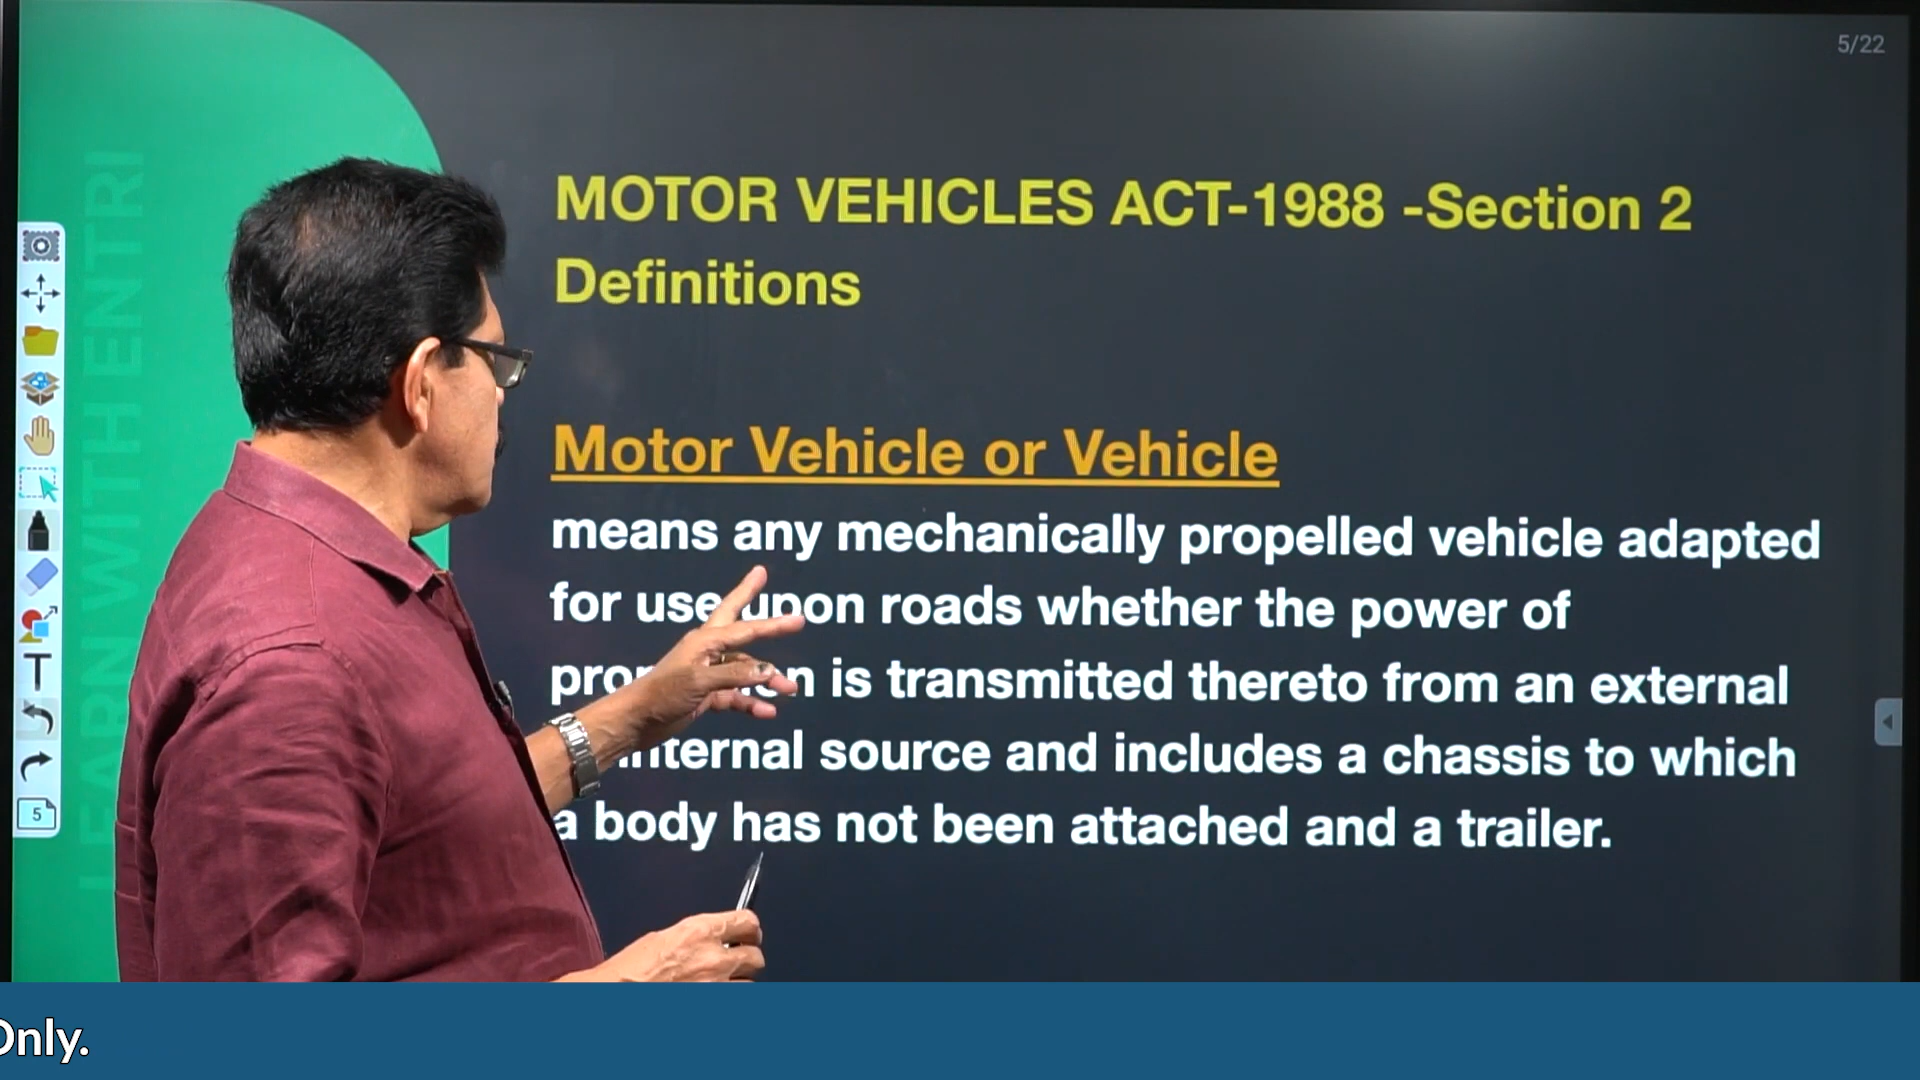 5/22
MOTOR VEHICLES ACT-1988 -Section 2
Definitions
LEARN WITH ENTRI
Motor Vehicle or Vehicle
means any mechanically propelled vehicle adapted
for use upon roads whether the power of
is transmitted thereto from an external
source and includes a chassis to which
a body has not been attached and a trailer.
T
5
Only.